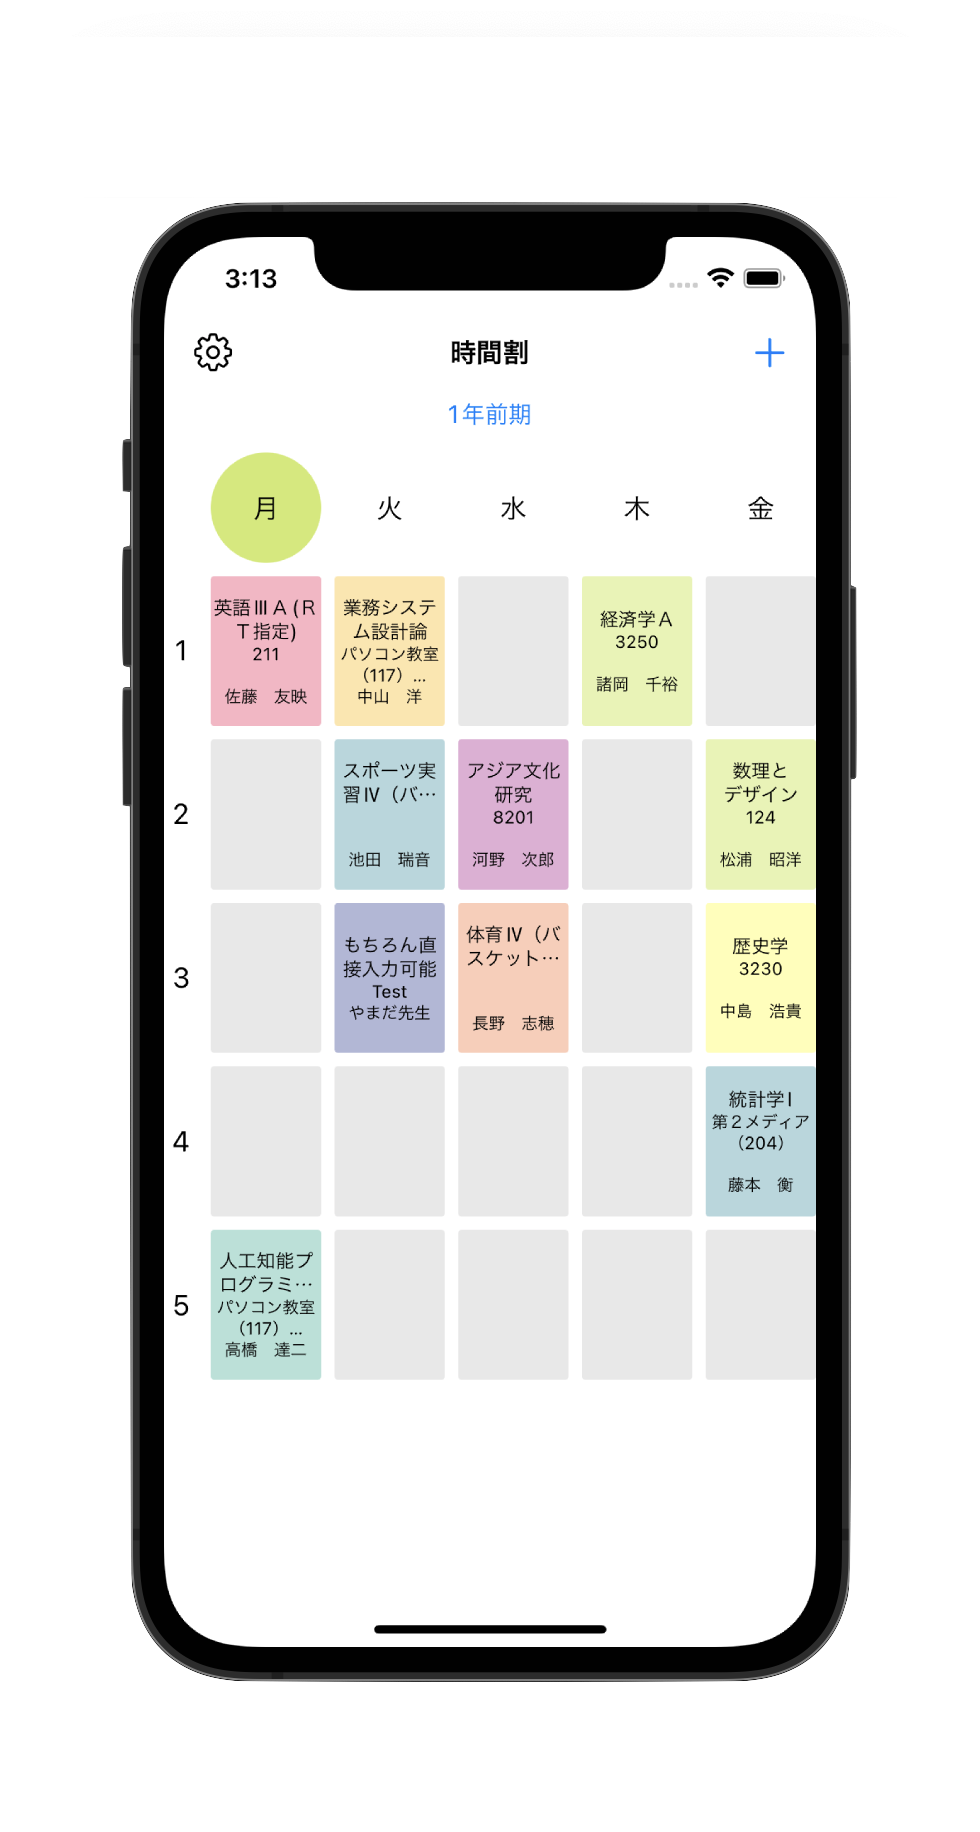 3:13
時間割
1年前期
月
火
水
木
金
1
英語ⅢＡ(Ｒ
Ｔ指定)
211
佐藤　友映
業務システ
ム設計論
パソコン教室
（117）...
中山　洋
経済学Ａ
3250
諸岡　千裕
2
スポーツ実
習Ⅳ（バ…
池田　瑞音
アジア文化
研究
8201
河野　次郎
数理と
デザイン
124
松浦　昭洋
3
もちろん直
接入力可能
Test
やまだ先生
体育Ⅳ（バ
スケット…
長野　志穂
歴史学
3230
中島　浩貴
4
統計学Ⅰ
第２メディア
（204）
藤本　衡
5
人工知能プ
ログラミ…
パソコン教室
（117）...
高橋　達二